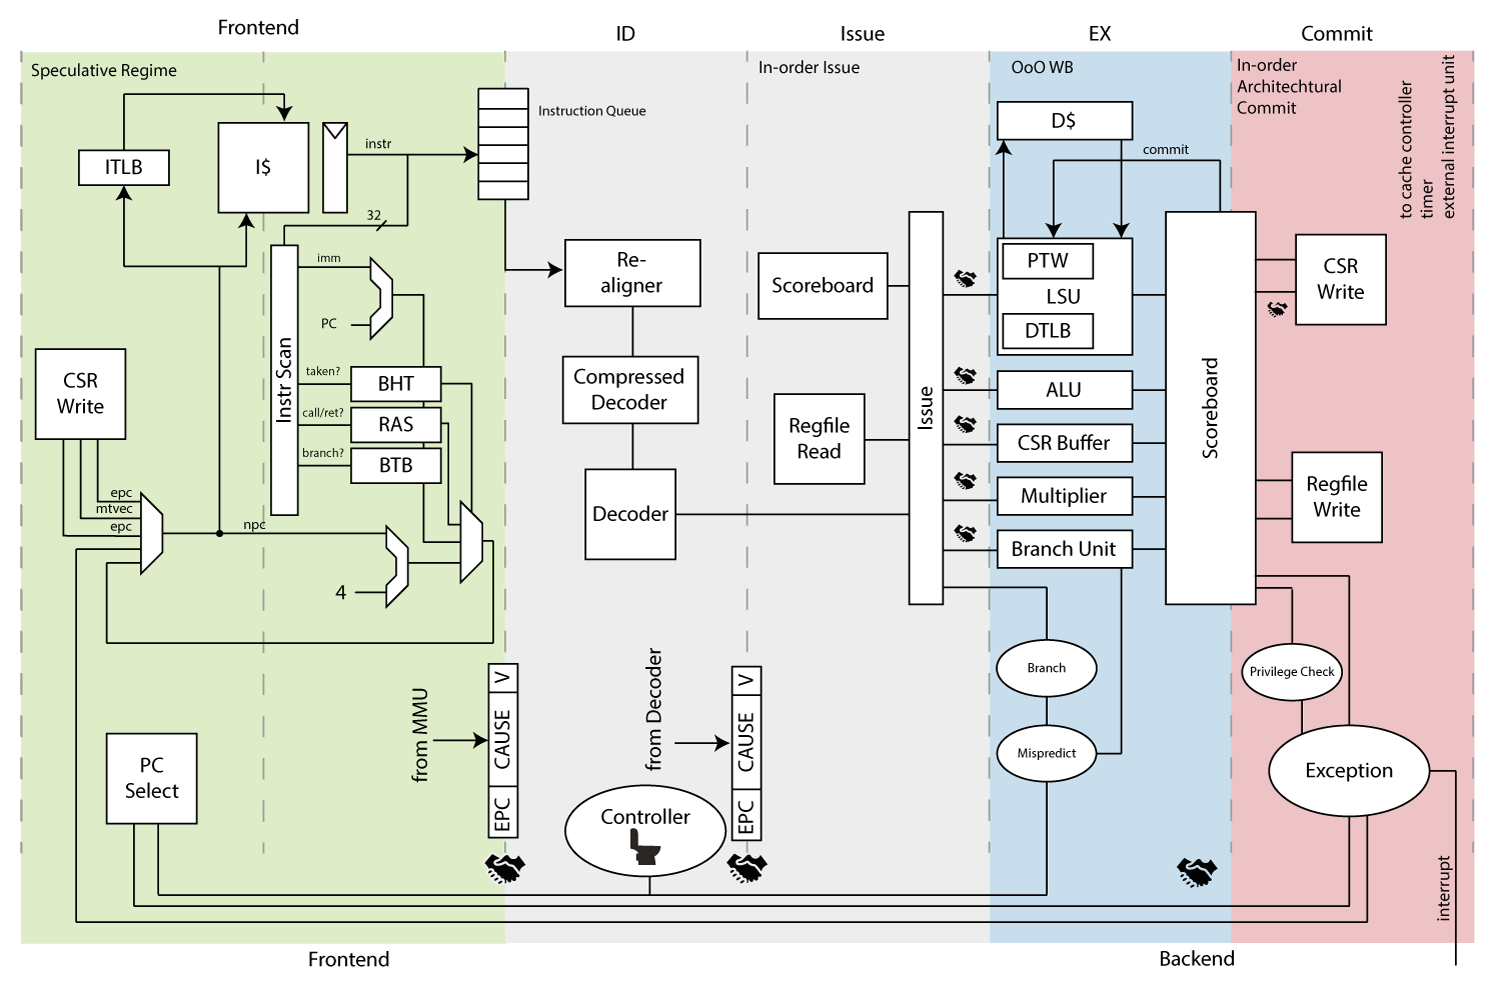 Frontend
ID
Issue
EX
Commit
Speculative Regime
In-order Issue
OoO WB
In-order
Architechtural
Commit
to cache controller
timer
external interrupt unit
Instruction Queue
ITLB
I$
instr
32
D$
commit
imm
PC
Instr Scan
taken?
BHT
call/ret?
RAS
branch?
BTB
CSR
Write
epc
mtvec
epc
npc
4
Re-
aligner
Compressed
Decoder
Decoder
Scoreboard
Regfile
Read
Issue
PTW
LSU
DTLB
ALU
CSR Buffer
Multiplier
Branch Unit
Scoreboard
CSR
Write
Regfile
Write
Branch
Mispredict
Privilege Check
Exception
interrupt
PC
Select
from MMU
V
CAUSE
EPC
from Decoder
V
CAUSE
EPC
Controller
Frontend
Backend